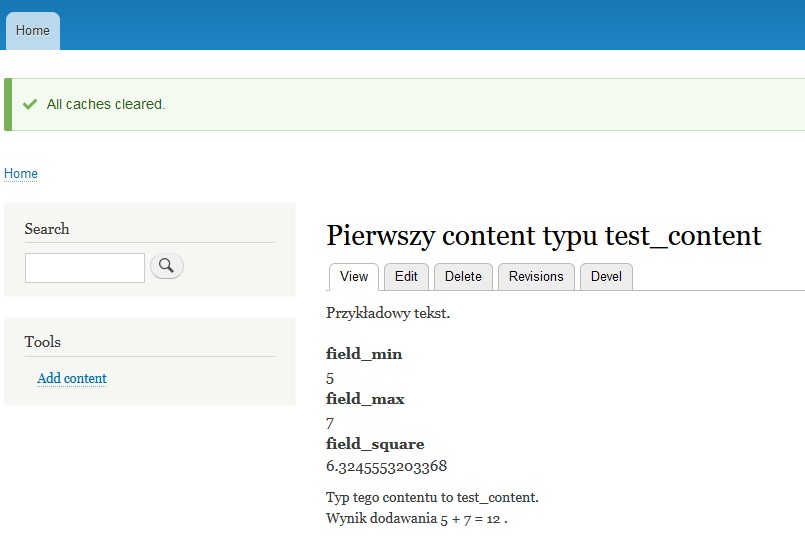 Home
All caches cleared.
Home
Search
Tools
Add content
Pierwszy content typu test_content
View Edit Delete Revisions Devel
Przykładowy tekst.
field_min
5
field_max
7
field_square
6.3245553203368
Typ tego contentu to test_content.
Wynik dodawania 5 + 7 = 12 .